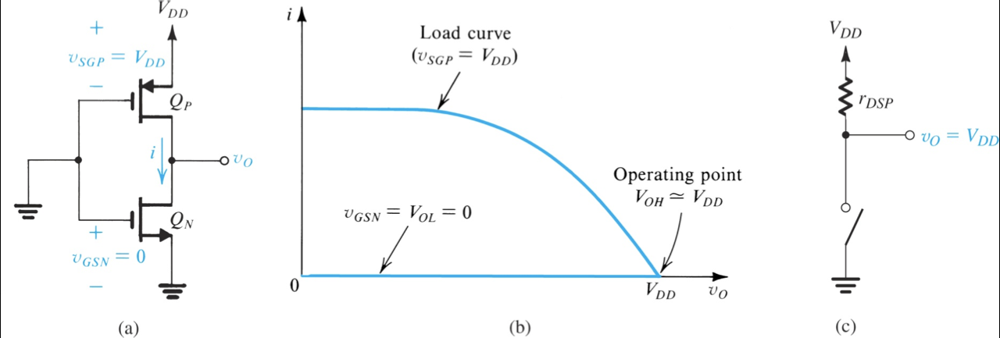 V_DD
+
v_SGP = V_DD
−
Q_P
i
v_O
Q_N
+
v_GSN = 0
−
(a)
i
Load curve
(v_SGP = V_DD)
Operating point
V_OH ≃ V_DD
v_GSN = V_OL = 0
0
V_DD
v_O
(b)
V_DD
r_DSP
v_O = V_DD
(c)